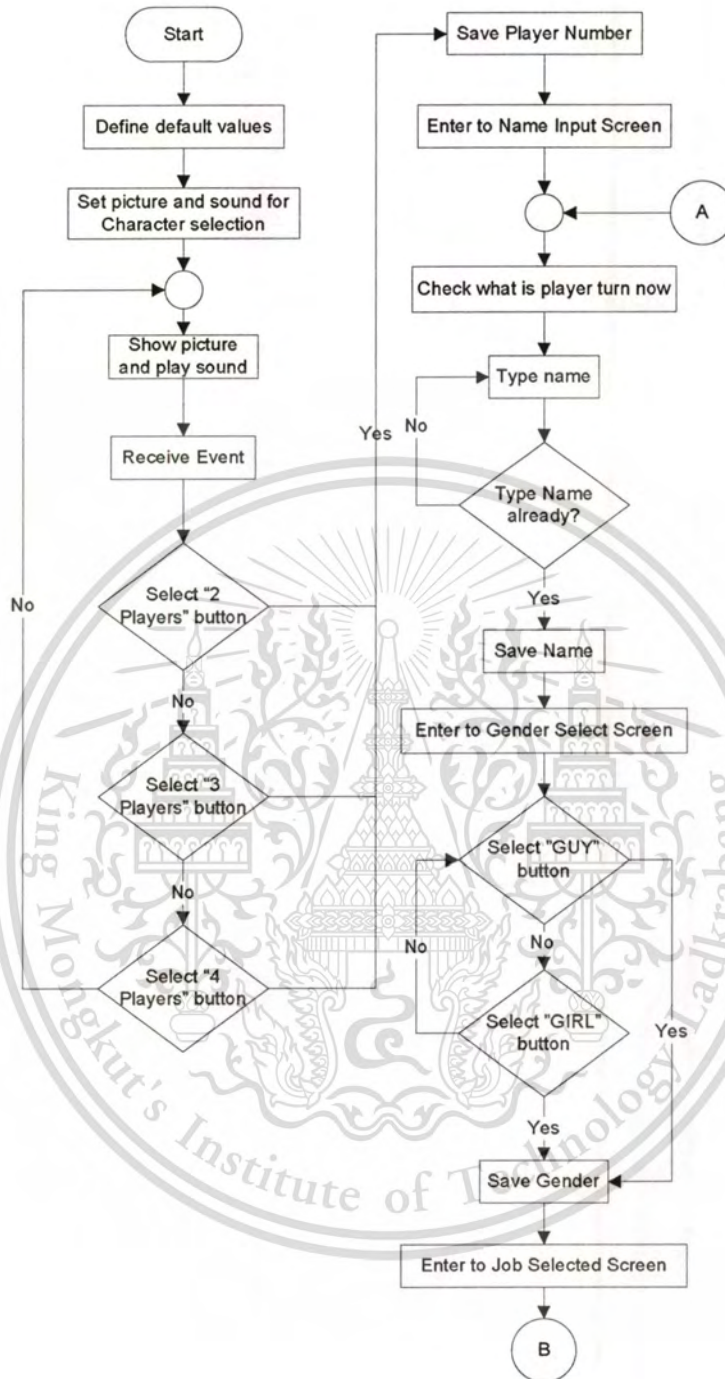 Start
Define default values
Set picture and sound for
Character selection
Show picture
and play sound
Receive Event
Select "2
Players" button
No
Select "3
Players" button
No
Select "4
Players" button
No
Yes
Save Player Number
Enter to Name Input Screen
A
Check what is player turn now
Type name
No
Type Name
already?
Yes
Save Name
Enter to Gender Select Screen
Select "GUY"
button
No
No
Select "GIRL"
button
Yes
Yes
Save Gender
Enter to Job Selected Screen
B
King Mongkut's Institute of Technology Ladkrabang